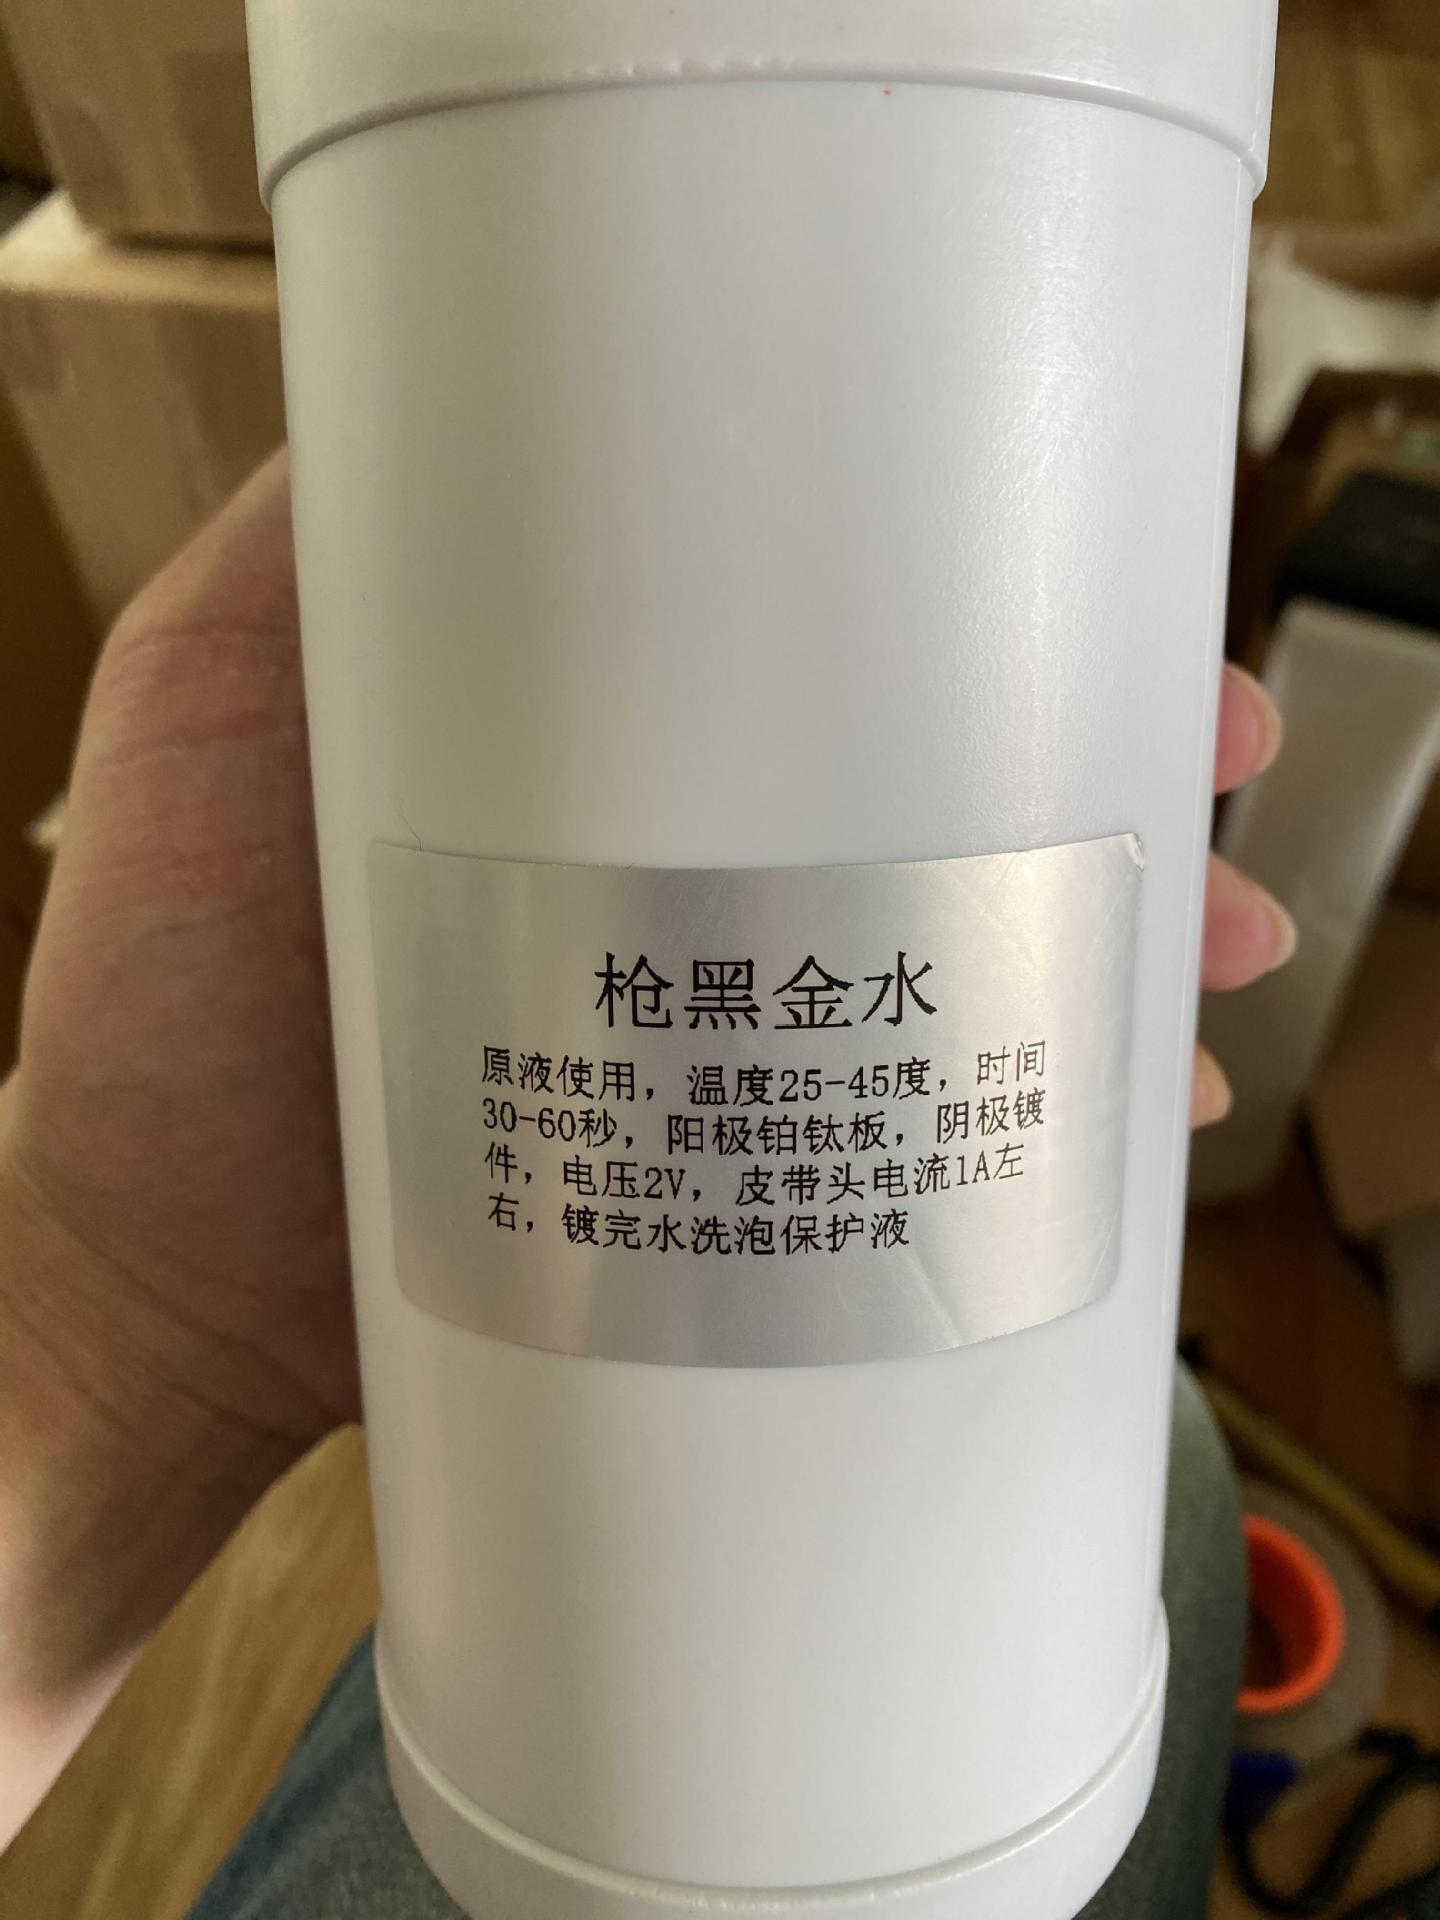 枪黑金水
原液使用，温度25-45度，时间
30-60秒，阳极铂钛板，阴极镀
件，电压2V，皮带头电流1A左
右，镀完水洗泡保护液